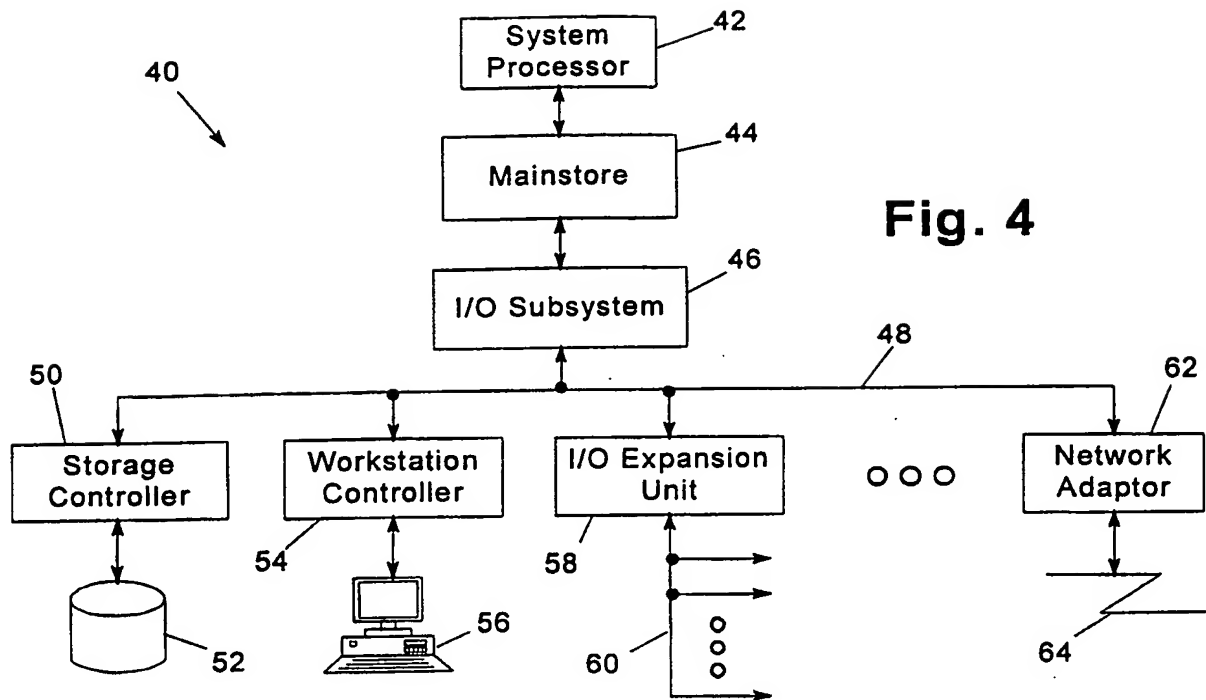 System
Processor
42
40
Mainstore
44
Fig. 4
I/O Subsystem
46
48
50
62
Storage
Controller
Workstation
Controller
I/O Expansion
Unit
Network
Adaptor
54
58
52
56
60
64